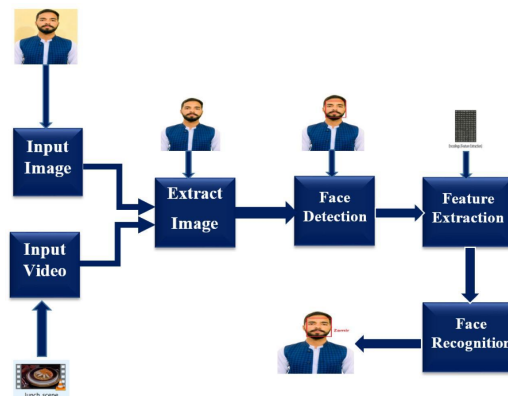 Input
Image
Extract
Image
Face
Detection
Feature
Extraction
Input
Video
Face
Recognition
lunch scene